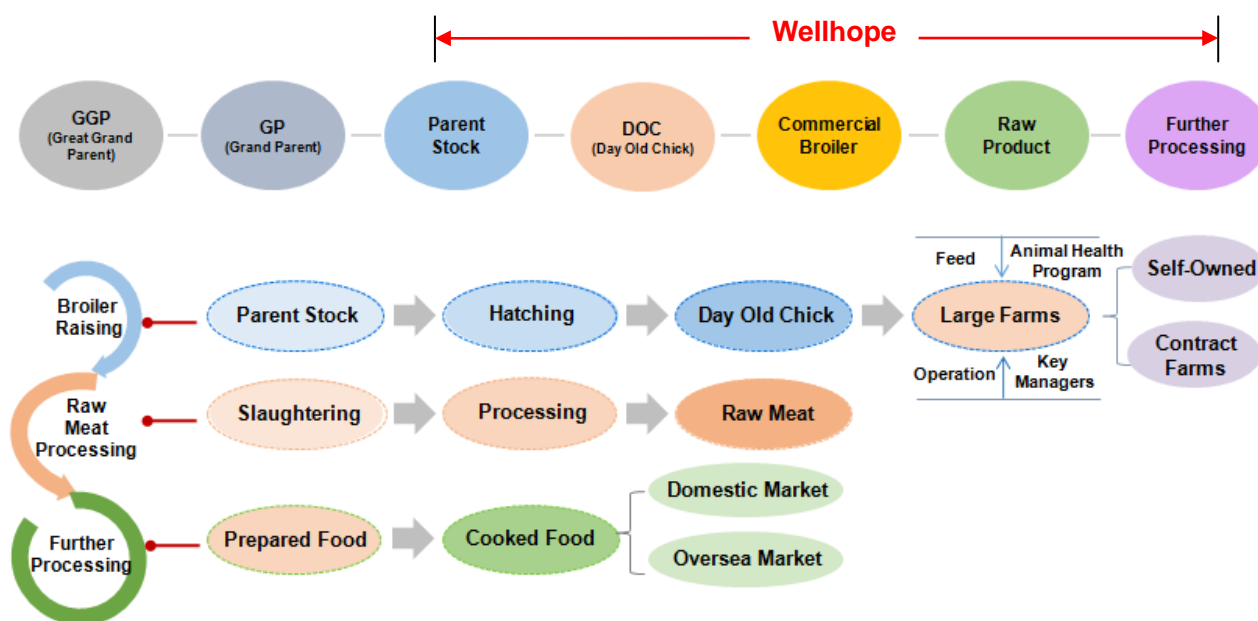 Wellhope
GGP
(Great Grand
Parent)
GP
(Grand Parent)
Parent
Stock
DOC
(Day Old Chick)
Commercial
Broiler
Raw
Product
Further
Processing
Broiler
Raising
Parent Stock
Hatching
Day Old Chick
Feed
Animal Health
Program
Large Farms
Operation
Key
Managers
Self-Owned
Contract
Farms
Raw
Meat
Processing
Slaughtering
Processing
Raw Meat
Further
Processing
Prepared Food
Cooked Food
Domestic Market
Oversea Market